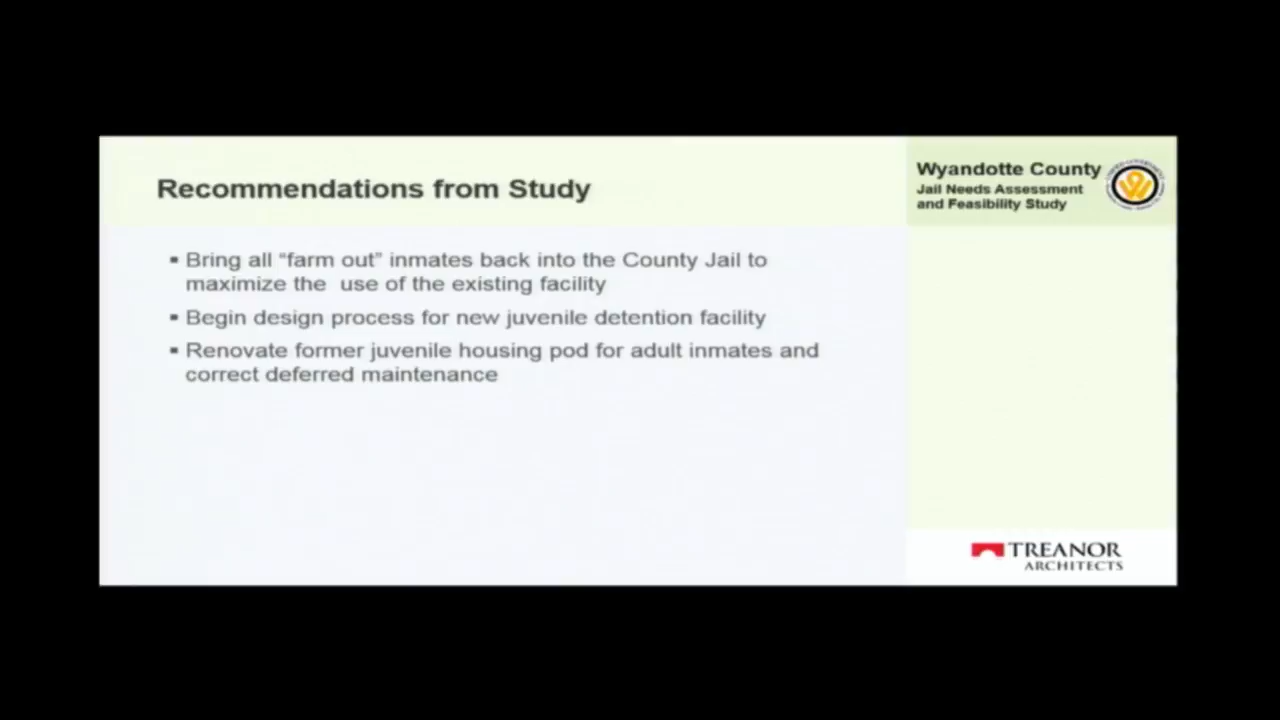 Recommendations from Study
Wyandotte County
Jail Needs Assessment
and Feasibility Study
▪ Bring all “farm out” inmates back into the County Jail to
maximize the use of the existing facility
▪ Begin design process for new juvenile detention facility
▪ Renovate former juvenile housing pod for adult inmates and
correct deferred maintenance
TREANOR
ARCHITECTS